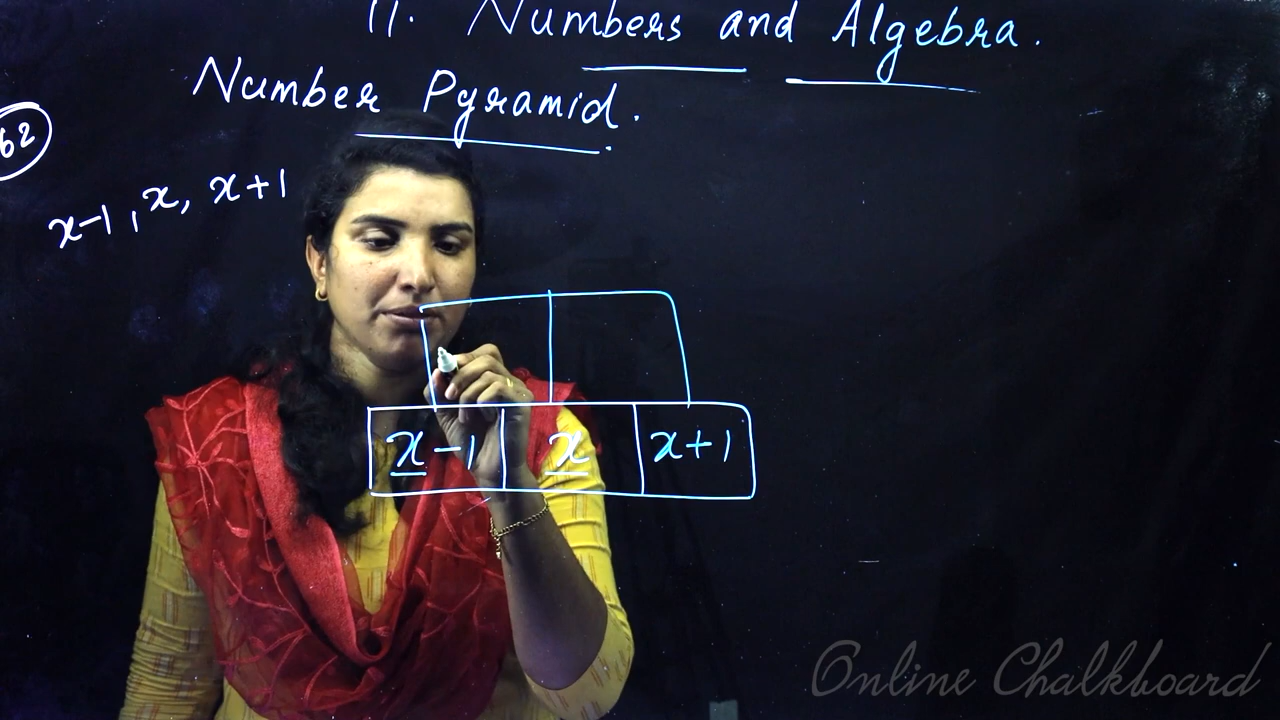 11. Numbers and Algebra.
Number Pyramid.
62
x-1, x, x+1
x-1 x x+1
Online Chalkboard